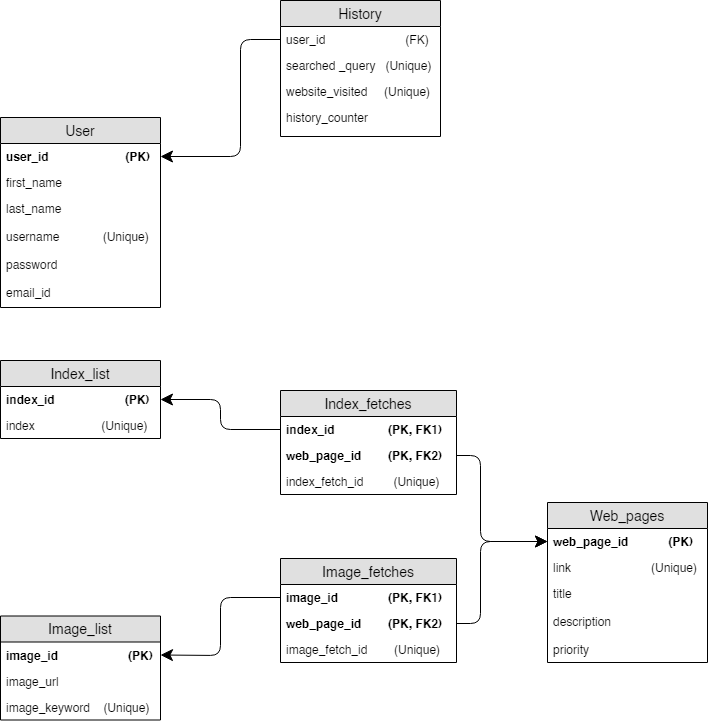 History
user_id (FK)
searched _query (Unique)
website_visited (Unique)
history_counter
User
user_id (PK)
first_name
last_name
username (Unique)
password
email_id
Index_list
index_id (PK)
index (Unique)
Index_fetches
index_id (PK, FK1)
web_page_id (PK, FK2)
index_fetch_id (Unique)
Web_pages
web_page_id (PK)
link (Unique)
title
description
priority
Image_fetches
image_id (PK, FK1)
web_page_id (PK, FK2)
image_fetch_id (Unique)
Image_list
image_id (PK)
image_url
image_keyword (Unique)